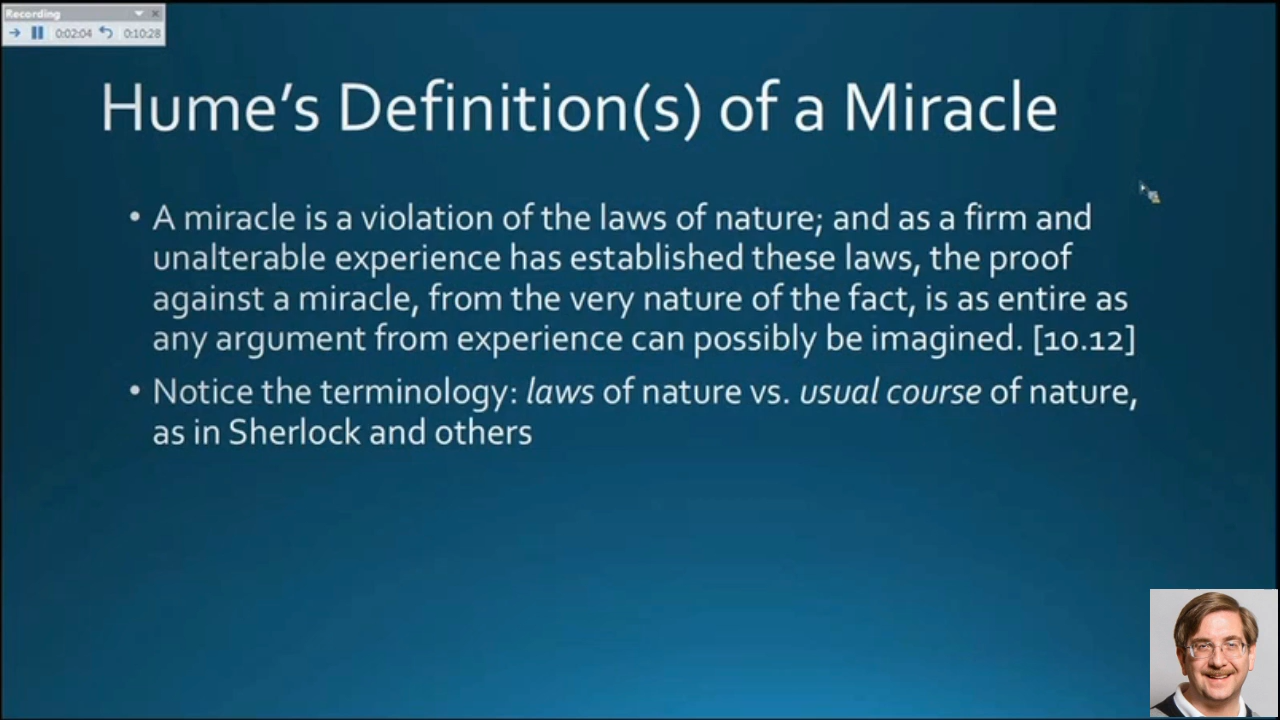 Recording
0:02:04 0:10:28
Hume's Definition(s) of a Miracle
• A miracle is a violation of the laws of nature; and as a firm and
unalterable experience has established these laws, the proof
against a miracle, from the very nature of the fact, is as entire as
any argument from experience can possibly be imagined. [10.12]
• Notice the terminology: laws of nature vs. usual course of nature,
as in Sherlock and others